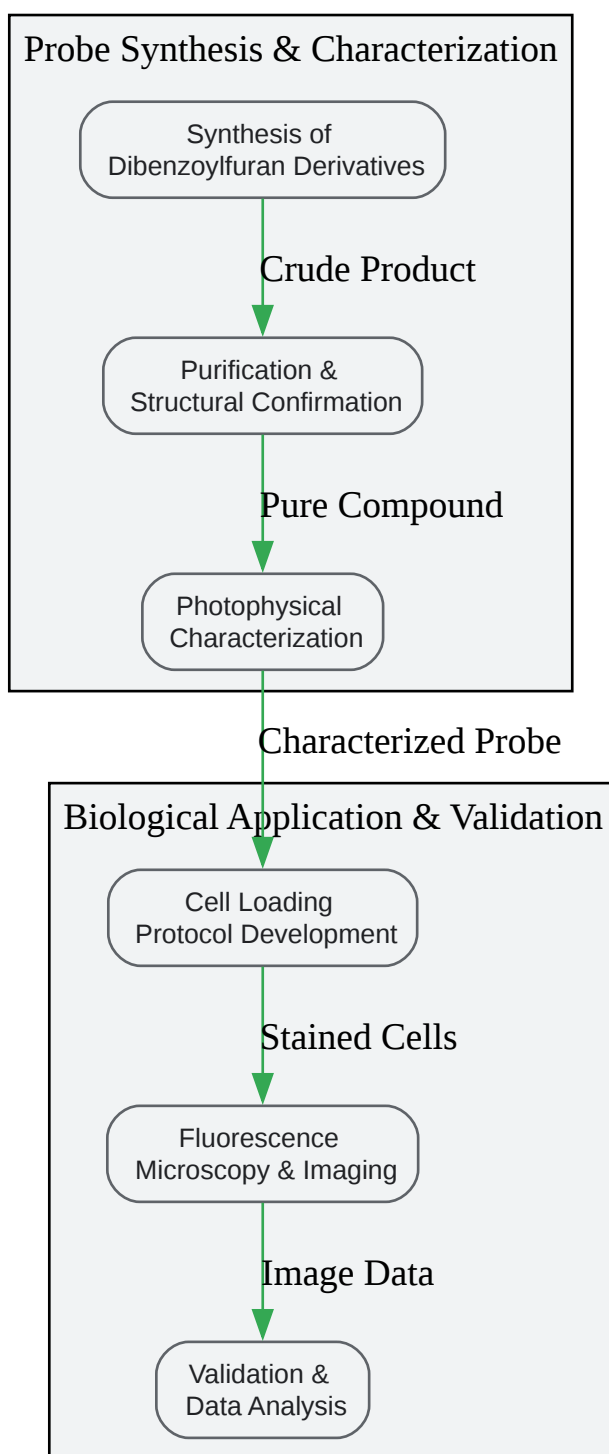 Probe Synthesis & Characterization
Synthesis of
Dibenzoylfuran Derivatives
Crude Product
Purification &
Structural Confirmation
Pure Compound
Photophysical
Characterization
Characterized Probe
Biological Application & Validation
Cell Loading
Protocol Development
Stained Cells
Fluorescence
Microscopy & Imaging
Image Data
Validation &
Data Analysis